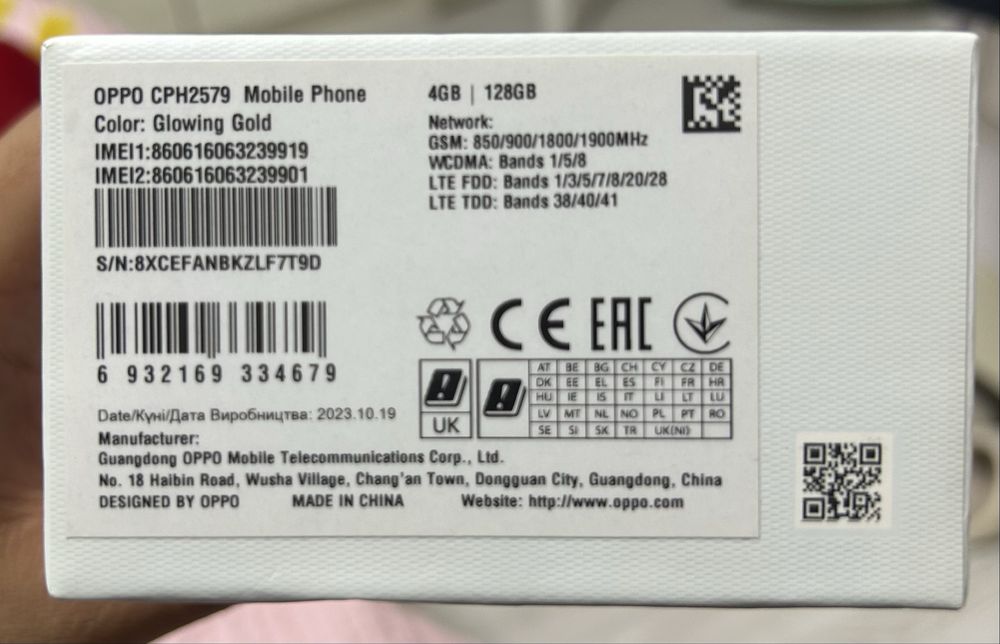 OPPO CPH2579 Mobile Phone
Color: Glowing Gold
IMEI1:860616063239919
IMEI2:860616063239901
S/N:8XCEFANBKZLF7T9D
4GB | 128GB
Network:
GSM: 850/900/1800/1900MHz
WCDMA: Bands 1/5/8
LTE FDD: Bands 1/3/5/7/8/20/28
LTE TDD: Bands 38/40/41
6 932169 334679
CE EAC
UK
AT BE BG CH CY CZ DE
DK EE EL ES FI FR HR
HU IE IS IT LI LT LU
LV MT NL NO PL PT RO
SE SI SK TR UK(NI)
Date/Күні/Дата Виробництва: 2023.10.19
Manufacturer:
Guangdong OPPO Mobile Telecommunications Corp., Ltd.
No. 18 Haibin Road, Wusha Village, Chang'an Town, Dongguan City, Guangdong, China
DESIGNED BY OPPO MADE IN CHINA Website: http://www.oppo.com